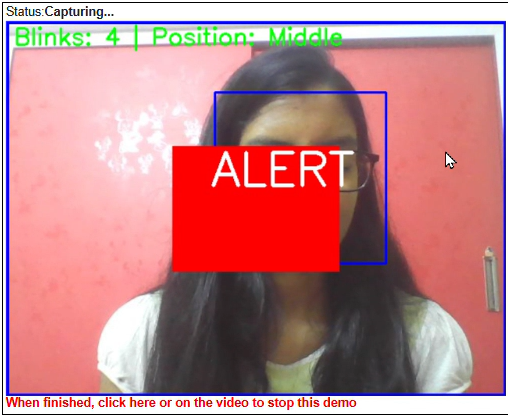 Status:Capturing...
Blinks: 4 | Position: Middle
ALERT
When finished, click here or on the video to stop this demo